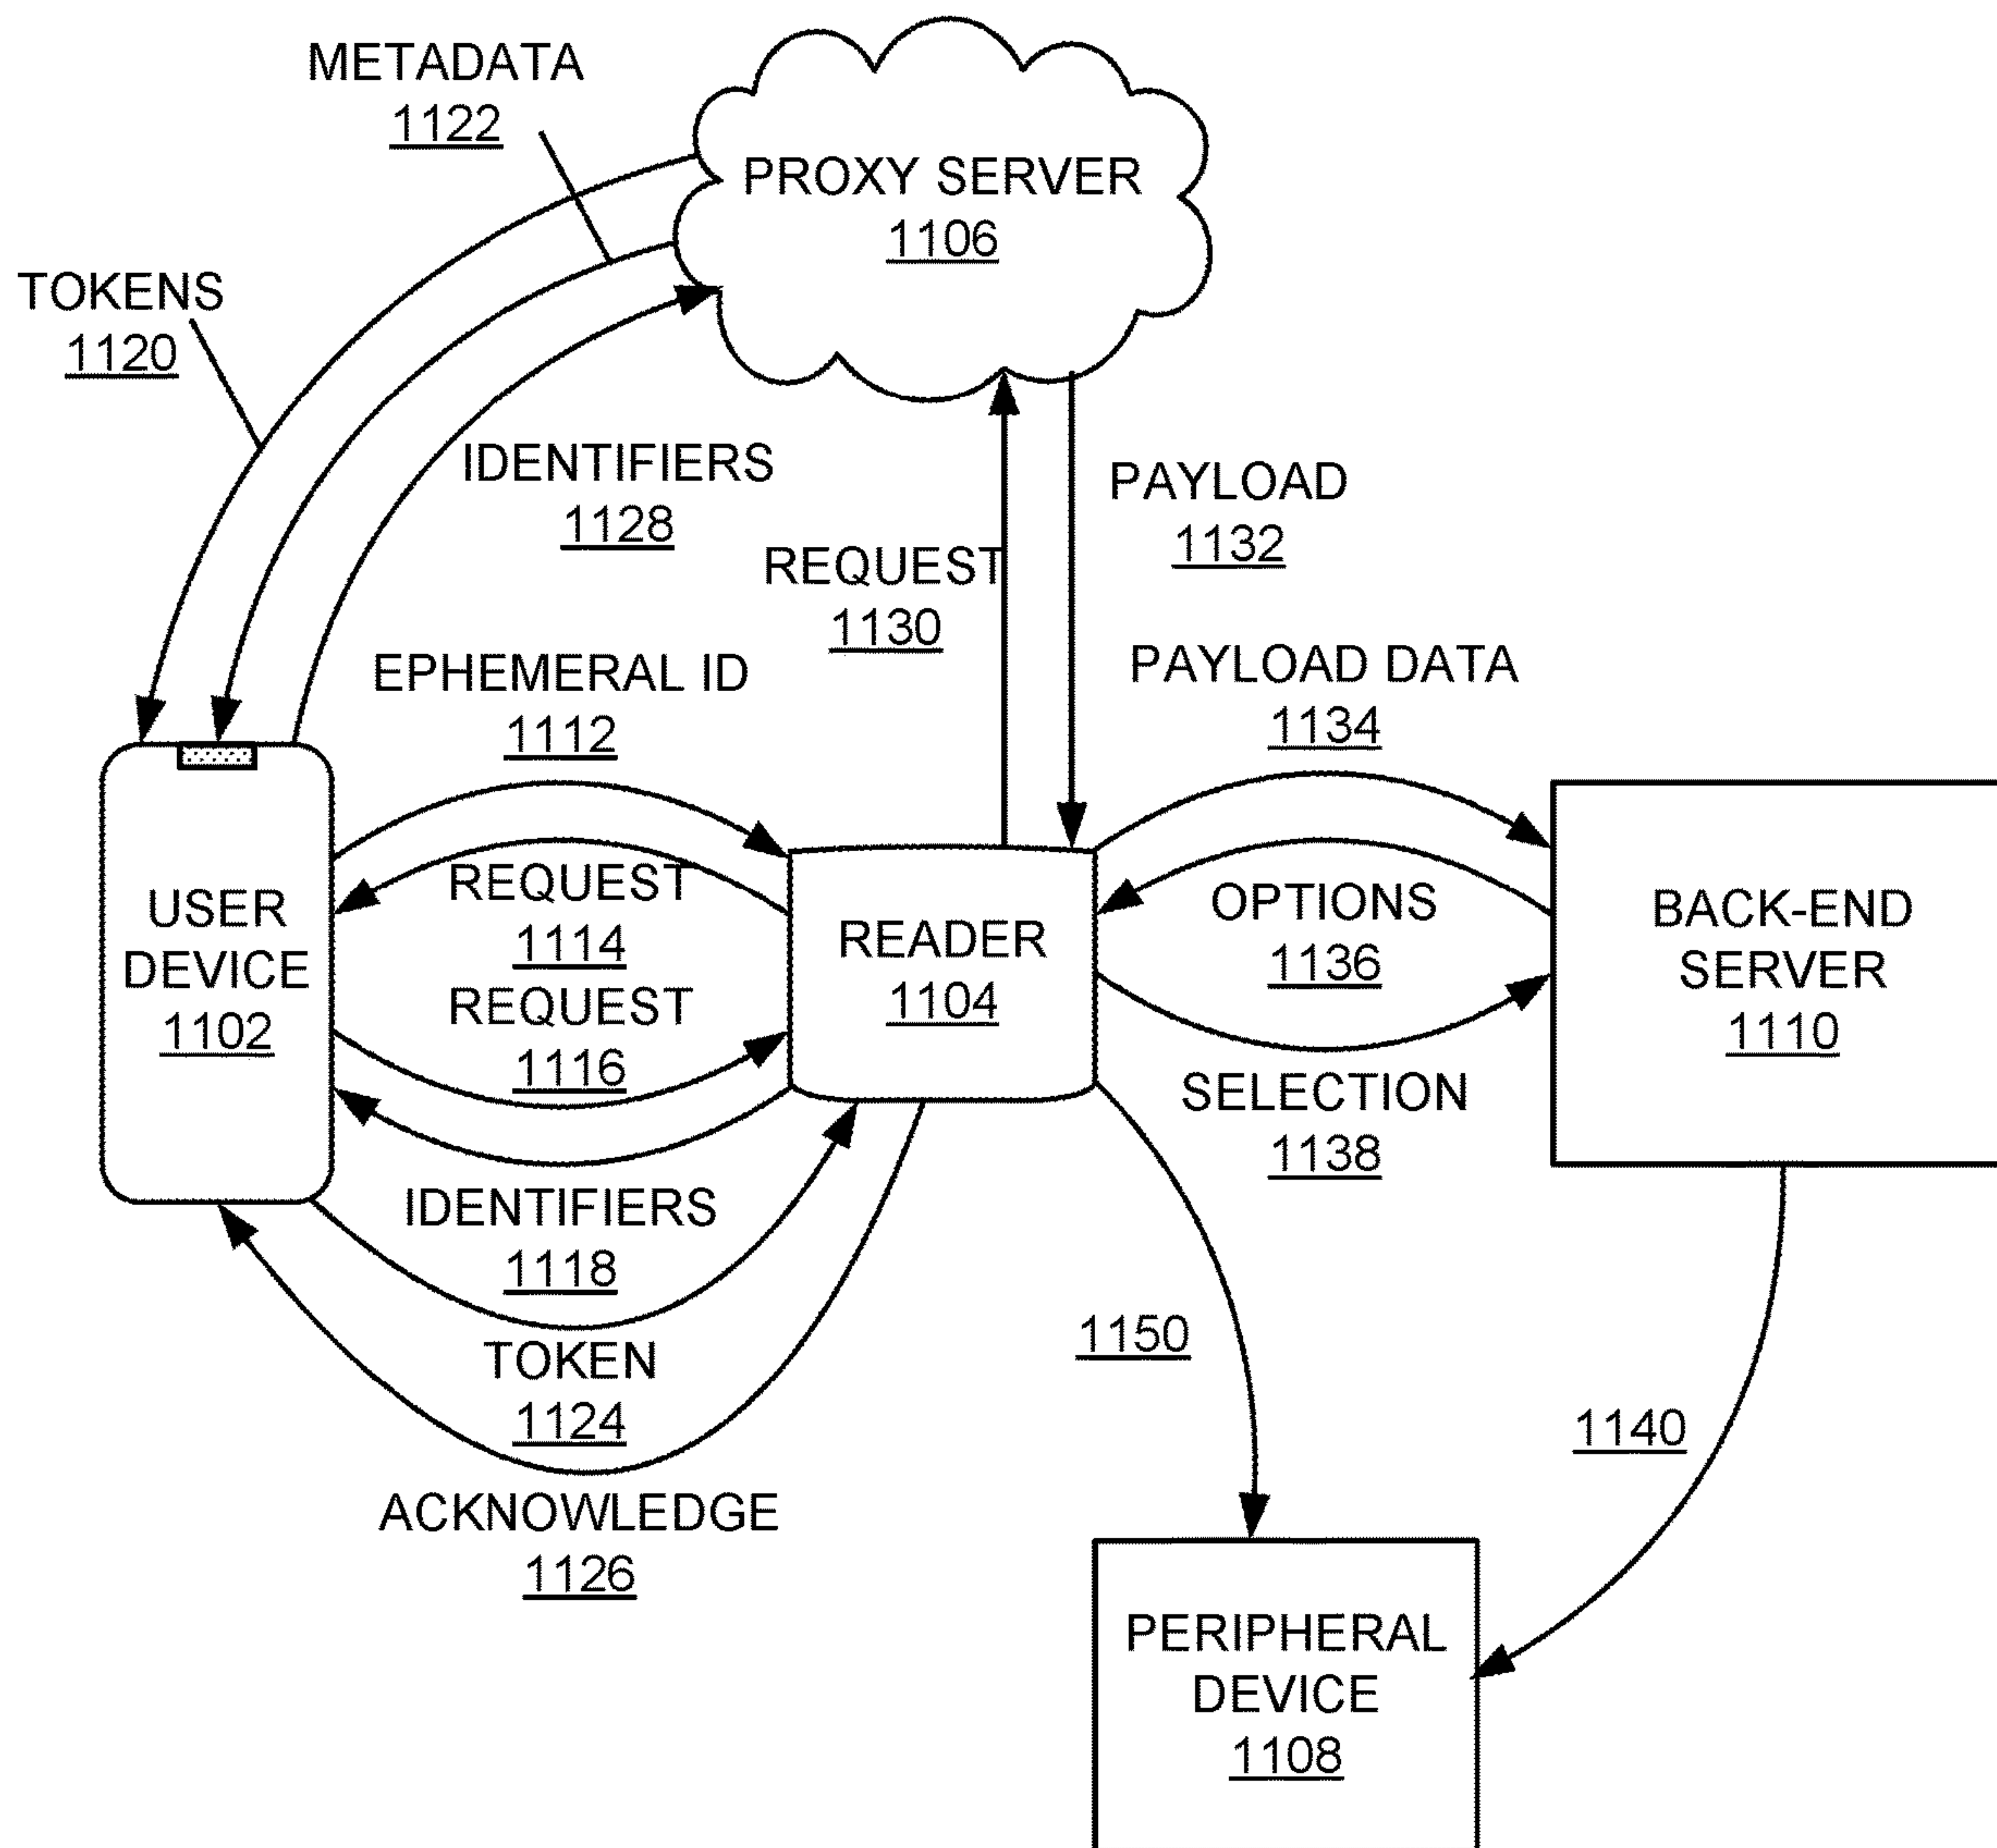 METADATA
1122
PROXY SERVER
1106
TOKENS
1120
IDENTIFIERS
1128
PAYLOAD
1132
REQUEST
1130
EPHEMERAL ID
1112
PAYLOAD DATA
1134
USER
DEVICE
1102
REQUEST
1114
REQUEST
1116
READER
1104
OPTIONS
1136
BACK-END
SERVER
1110
SELECTION
1138
IDENTIFIERS
1118
TOKEN
1124
1150
1140
ACKNOWLEDGE
1126
PERIPHERAL
DEVICE
1108